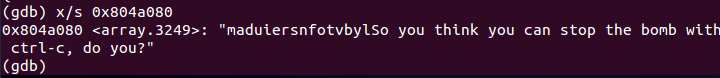 (gdb) x/s 0x804a080
0x804a080 <array.3249>: "maduiersnfotvbylSo you think you can stop the bomb with
 ctrl-c, do you?"
(gdb)